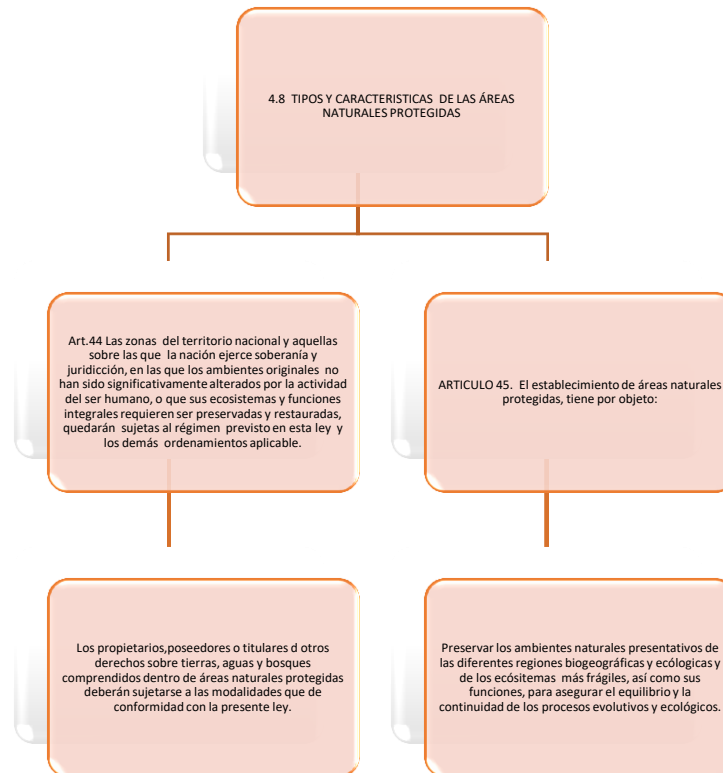 4.8 TIPOS Y CARACTERISTICAS DE LAS ÁREAS
NATURALES PROTEGIDAS
Art.44 Las zonas del territorio nacional y aquellas
sobre las que la nación ejerce soberanía y
juridicción, en las que los ambientes originales no
han sido significativamente alterados por la actividad
del ser humano, o que sus ecosistemas y funciones
integrales requieren ser preservadas y restauradas,
quedarán sujetas al régimen previsto en esta ley y
los demás ordenamientos aplicable.
ARTICULO 45. El establecimiento de áreas naturales
protegidas, tiene por objeto:
Los propietarios,poseedores o titulares d otros
derechos sobre tierras, aguas y bosques
comprendidos dentro de áreas naturales protegidas
deberán sujetarse a las modalidades que de
conformidad con la presente ley.
Preservar los ambientes naturales presentativos de
las diferentes regiones biogeográficas y ecólogicas y
de los ecósitemas más frágiles, así como sus
funciones, para asegurar el equilibrio y la
continuidad de los procesos evolutivos y ecológicos.